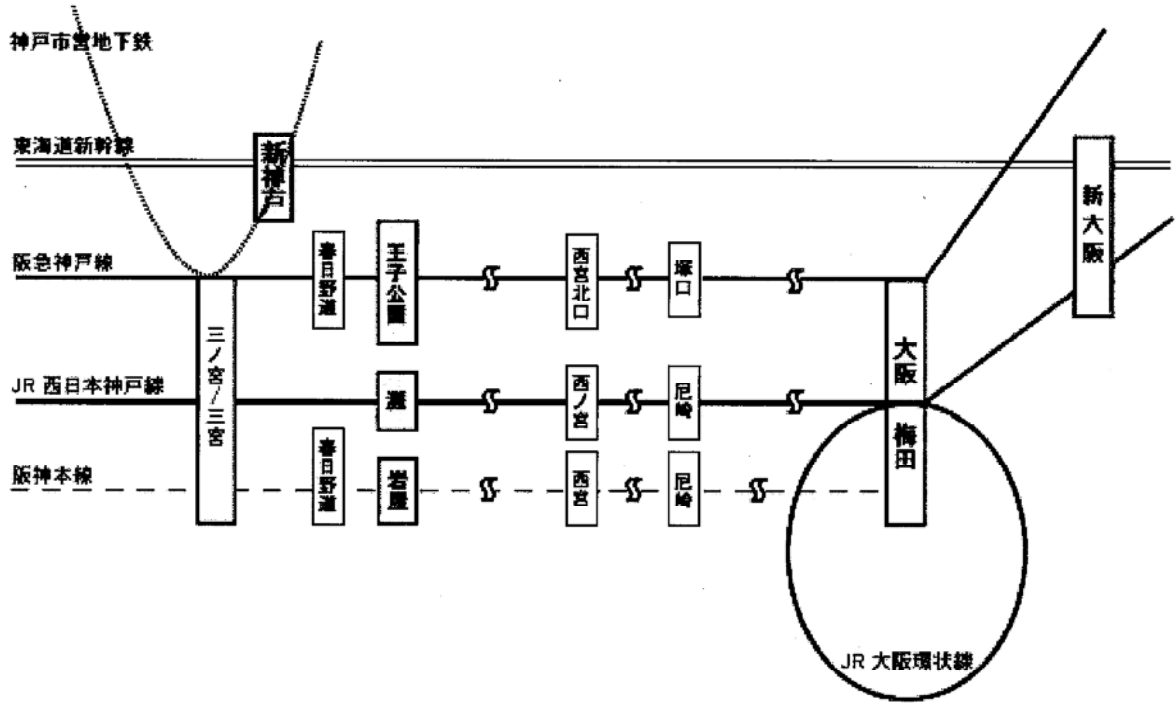 神戸市営地下鉄
東海道新幹線
新神戸
新大阪
阪急神戸線
春日野道
王子公園
西宮北口
塚口
三ノ宮/三宮
大阪
梅田
JR 西日本神戸線
灘
西ノ宮
尼崎
阪神本線
春日野道
岩屋
西宮
尼崎
JR 大阪環状線